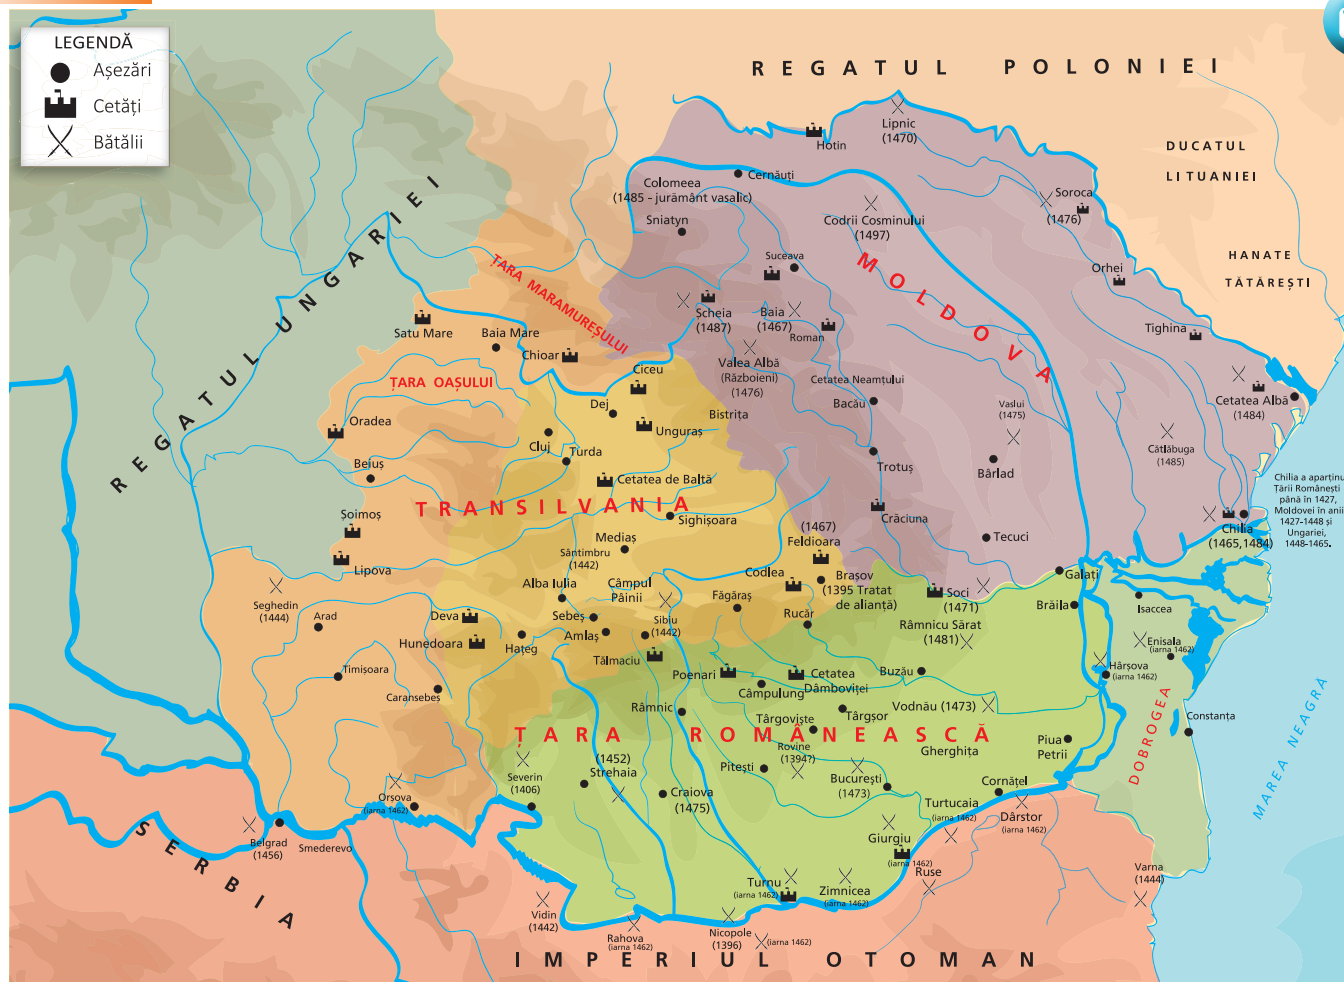 LEGENDĂ
Așezări
Cetăți
Bătălii
REGATUL POLONIEI
DUCATUL
LITUANIEI
HANATE
TĂTĂREȘTI
REGATUL UNGARIEI
MOLDOVA
ȚARA MARAMUREȘULUI
ȚARA OAȘULUI
TRANSILVANIA
ȚARA ROMÂNEASCĂ
DOBROGEA
MAREA NEAGRĂ
SERBIA
IMPERIUL OTOMAN
Lipnic
(1470)
Hotin
Cernăuți
Colomeea
(1485 - jurământ vasalic)
Sniatyn
Codrii Cosminului
(1497)
Soroca
(1476)
Orhei
Tighina
Suceava
Scheia
(1487)
Baia
(1467)
Roman
Valea Albă
(Războieni)
(1476)
Cetatea Neamțului
Bacău
Vaslui
(1475)
Cetatea Albă
(1484)
Cătlăbuga
(1485)
Bârlad
Trotuș
Crăciuna
Tecuci
Chilia
(1465,1484)
Chilia a aparținut
Țării Românești
până în 1427,
Moldovei în anii
1427-1448 și
Ungariei,
1448-1465.
Satu Mare
Baia Mare
Chioar
Ciceu
Dej
Bistrița
Unguraș
Oradea
Cluj
Turda
Beiuș
Cetatea de Baltă
Sighișoara
Șoimoș
Lipova
Mediaș
Sântimbru
(1442)
(1467)
Feldioara
Codlea
Brașov
(1395 Tratat
de alianță)
Alba Iulia
Câmpul
Pâinii
Făgăraș
Rucăr
Seghedin
(1444)
Arad
Deva
Hunedoara
Hațeg
Sebeș
Amlaș
Sibiu
(1442)
Tălmaciu
Timișoara
Caransebeș
Soci
(1471)
Galați
Brăila
Isaccea
Râmnicu Sărat
(1481)
Enisala
(iarna 1462)
Hârșova
(iarna 1462)
Poenari
Câmpulung
Cetatea
Dâmboviței
Buzău
Râmnic
Târgoviște
Târgșor
Vodnău (1473)
Constanța
Rovine
(1394?)
Gherghița
Piua
Petrii
Pitești
București
(1473)
Cornățel
Severin
(1406)
(1452)
Strehaia
Craiova
(1475)
Turtucaia
(iarna 1462)
Dârstor
(iarna 1462)
Orșova
(iarna 1462)
Belgrad
(1456)
Smederevo
Giurgiu
(iarna 1462)
Ruse
Varna
(1444)
Turnu
(iarna 1462)
Zimnicea
(iarna 1462)
Vidin
(1442)
Rahova
(iarna 1462)
Nicopole
(1396)
(iarna 1462)